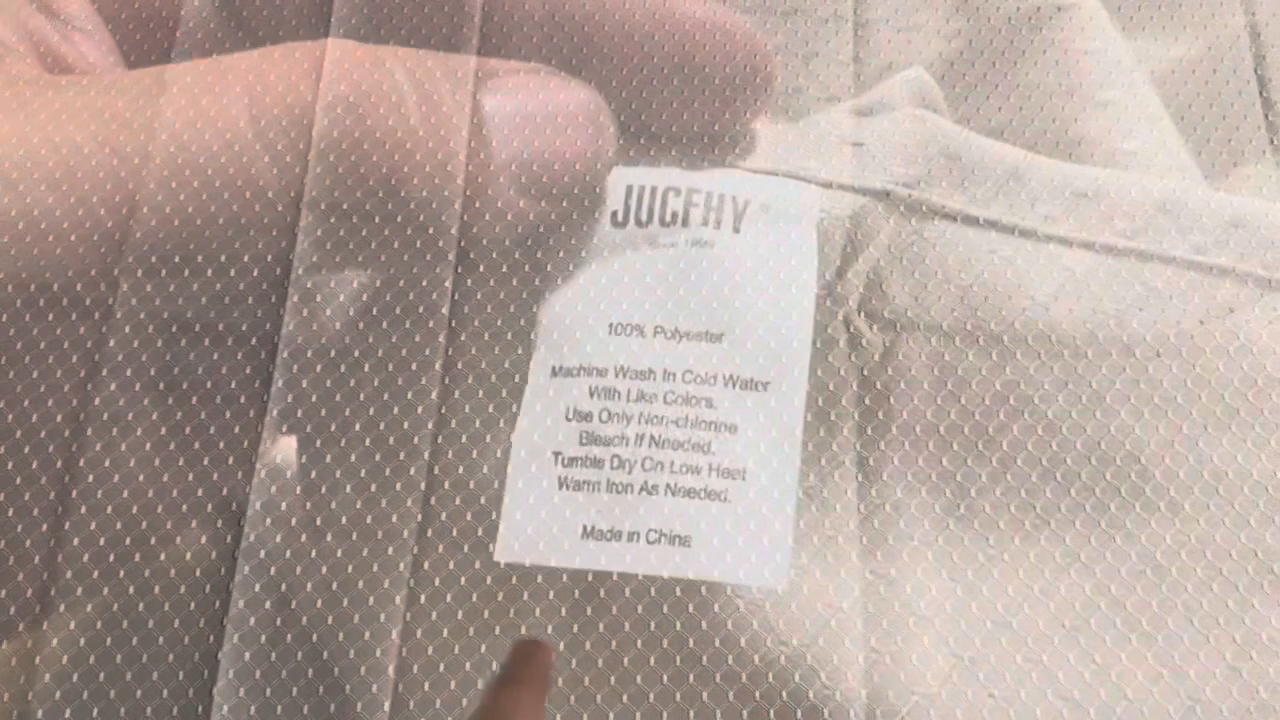 JUCFHY
100% Polyester
Machine Wash In Cold Water
With Like Colors.
Use Only Non-chlorine
Bleach If Needed.
Tumble Dry On Low Heat
Warm Iron As Needed.
Made in China